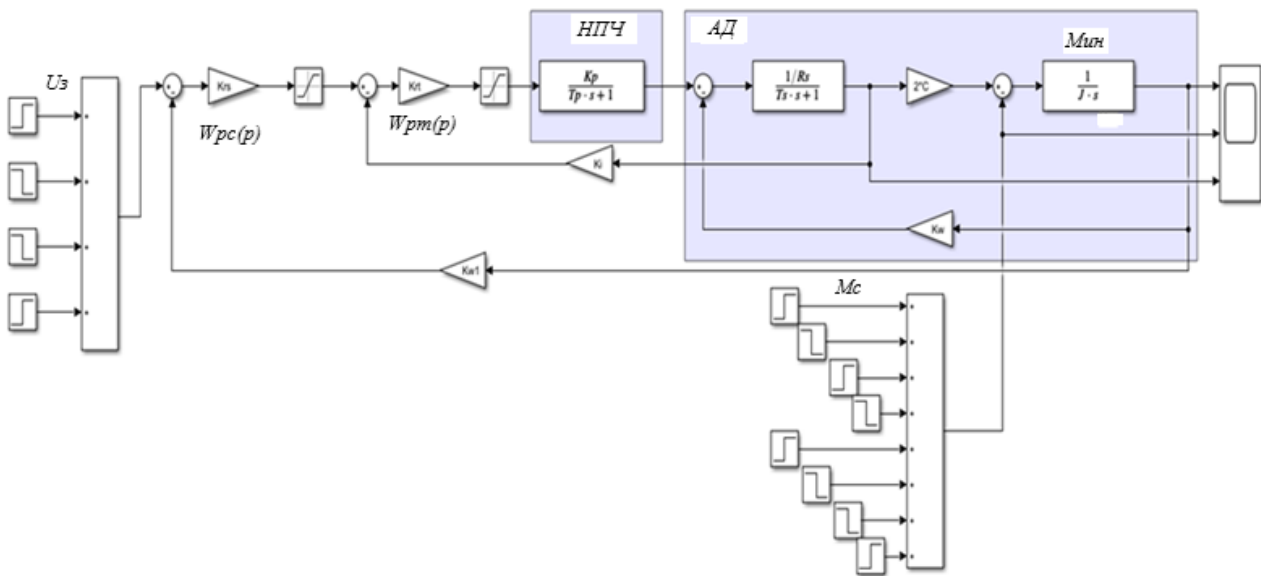 НПЧ
АД
Мин
Uз
Krs
Wpc(p)
Krt
Wpm(p)
Kp
Tp · s + 1
1/Rs
Ts · s + 1
2*C
1
J · s
Ki
Kw
Kw1
Mc